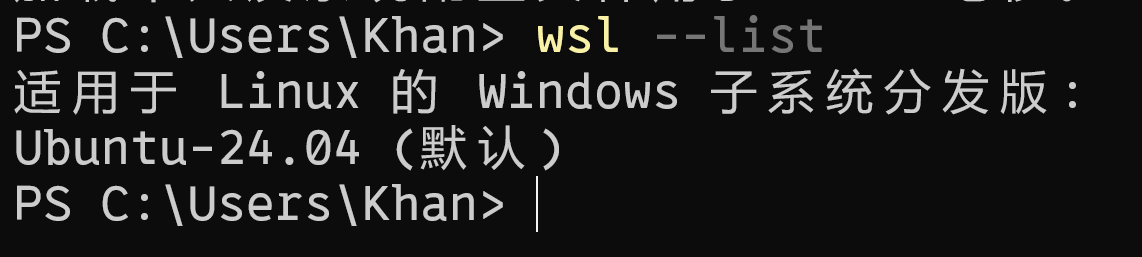 PS C:\Users\Khan> wsl --list
适用于 Linux 的 Windows 子系统分发版：
Ubuntu-24.04 (默认)
PS C:\Users\Khan>